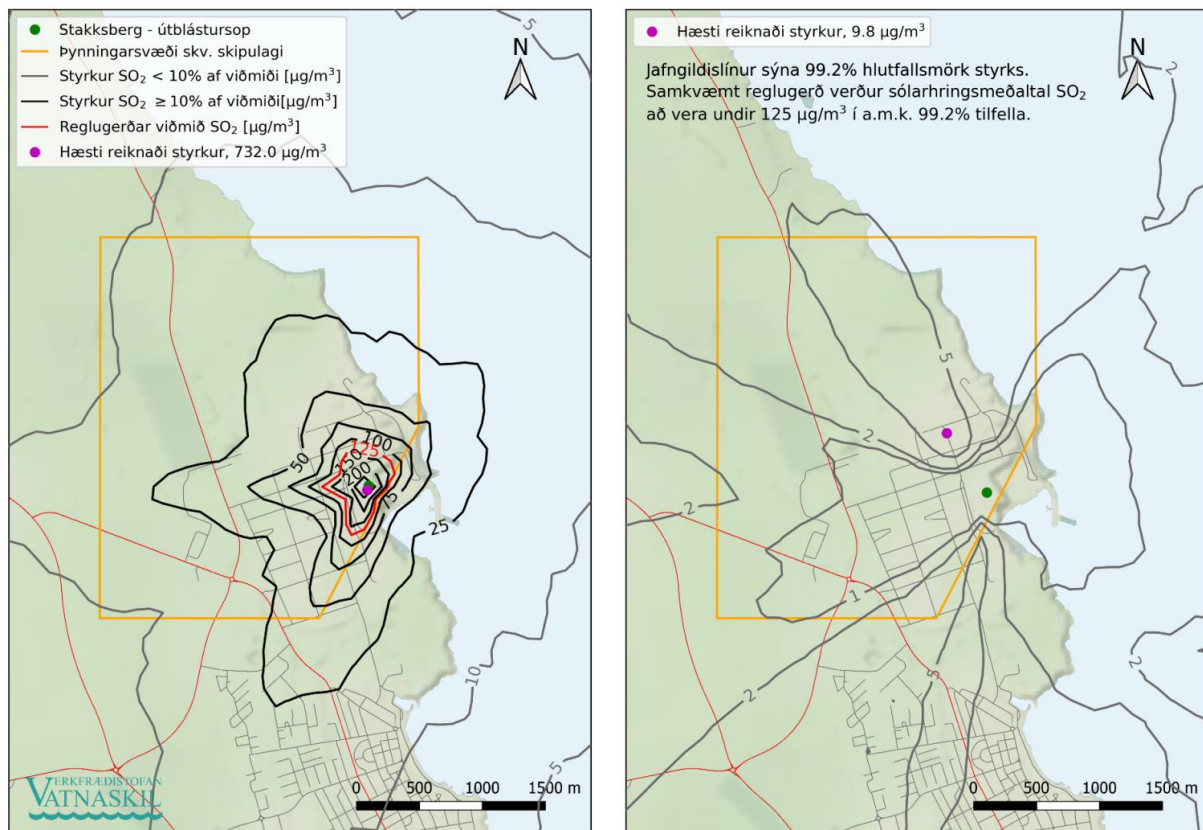 Stakksberg - útblástursop
Þynningarsvæði skv. skipulagi
Styrkur SO₂ < 10% af viðmiði [µg/m³]
Styrkur SO₂ ≥ 10% af viðmiði[µg/m³]
Reglugerðar viðmið SO₂ [µg/m³]
Hæsti reiknaði styrkur, 732.0 µg/m³
N
5
100
125
150
200
50
75
25
10
5
VERKFRÆÐISTOFAN
VATNASKIL
0 500 1000 1500 m
Hæsti reiknaði styrkur, 9.8 µg/m³
Jafngildislínur sýna 99.2% hlutfallsmörk styrks.
Samkvæmt reglugerð verður sólarhringsmeðaltal SO₂
að vera undir 125 µg/m³ í a.m.k. 99.2% tilfella.
N
2
2
5
2
1
2
1
2
2
5
0 500 1000 1500 m